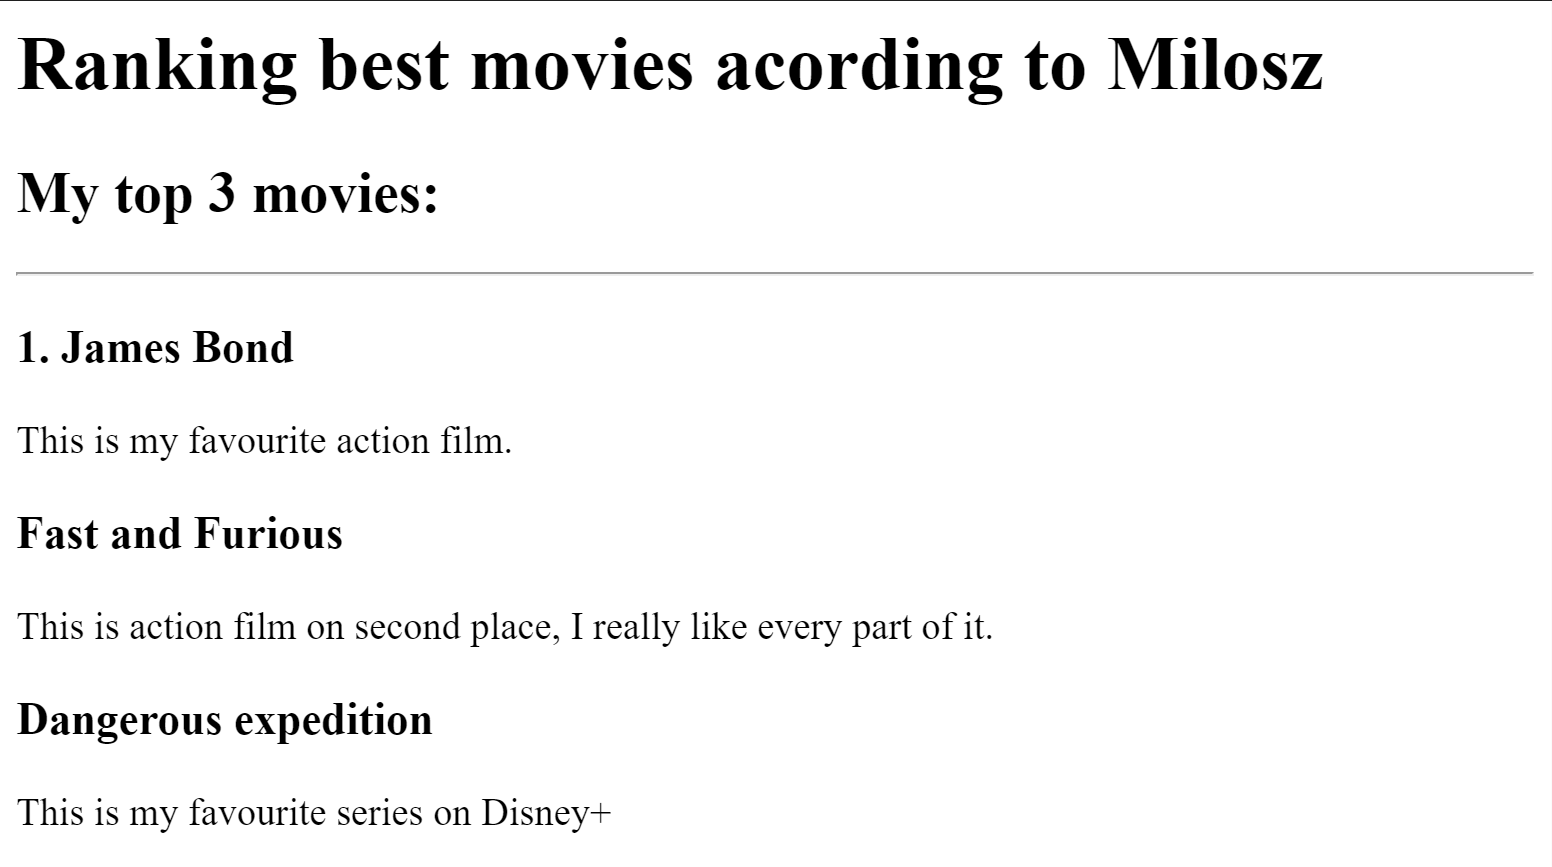 Ranking best movies acording to Milosz
My top 3 movies:
1. James Bond
This is my favourite action film.
Fast and Furious
This is action film on second place, I really like every part of it.
Dangerous expedition
This is my favourite series on Disney+